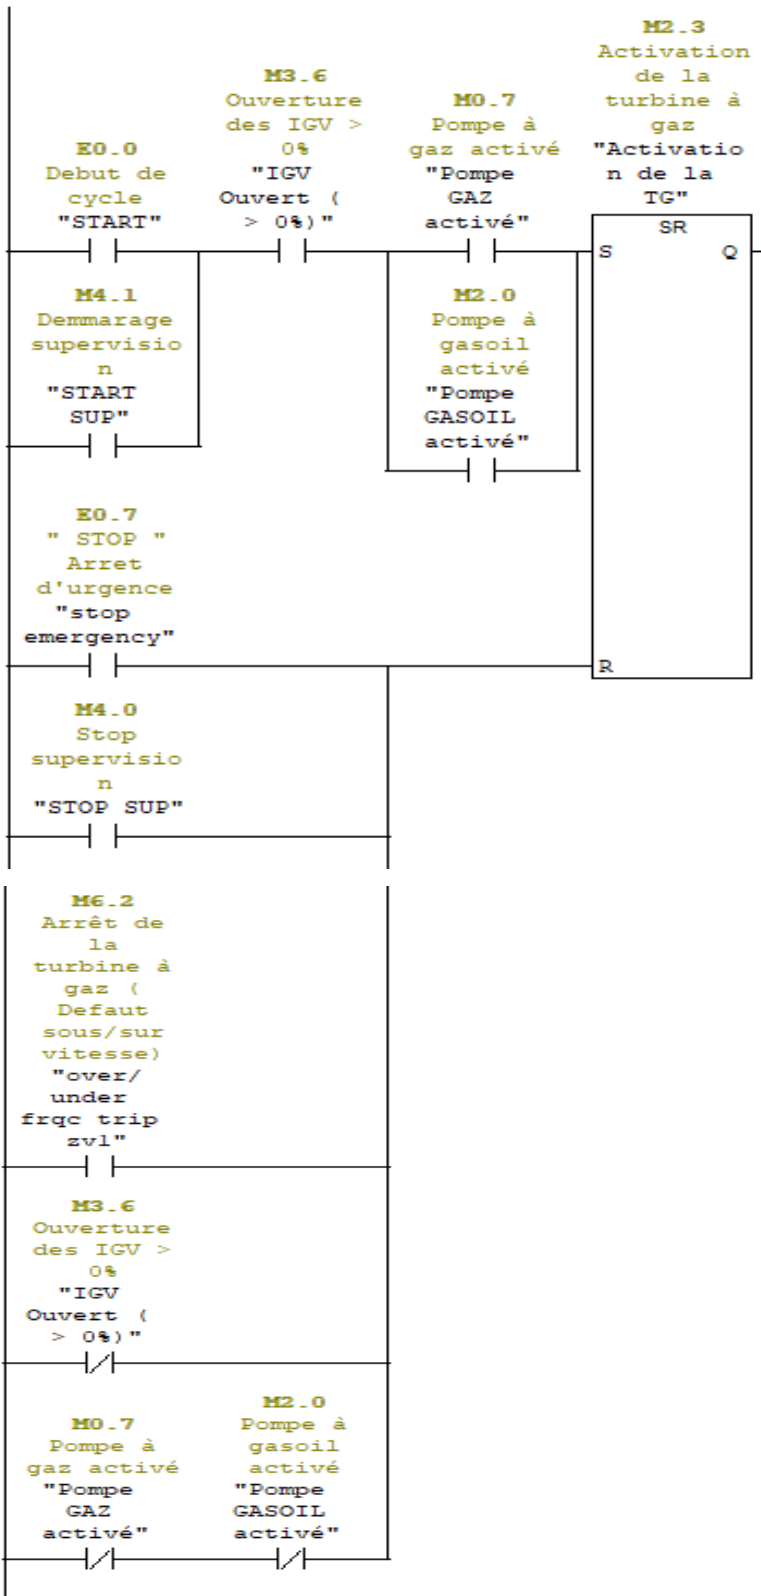 M2.3
Activation
de la
turbine à
gaz
"Activatio
n de la
TG"
M3.6
Ouverture
des IGV >
0%
"IGV
Ouvert (
> 0%)"
M0.7
Pompe à
gaz activé
"Pompe
GAZ
activé"
E0.0
Debut de
cycle
"START"
SR
S
Q
M4.1
Demmarage
supervisio
n
"START
SUP"
M2.0
Pompe à
gasoil
activé
"Pompe
GASOIL
activé"
E0.7
" STOP "
Arret
d'urgence
"stop
emergency"
R
M4.0
Stop
supervisio
n
"STOP SUP"
M6.2
Arrêt de
la
turbine à
gaz (
Defaut
sous/sur
vitesse)
"over/
under
frqc trip
zvl"
M3.6
Ouverture
des IGV >
0%
"IGV
Ouvert (
> 0%)"
M0.7
Pompe à
gaz activé
"Pompe
GAZ
activé"
M2.0
Pompe à
gasoil
activé
"Pompe
GASOIL
activé"